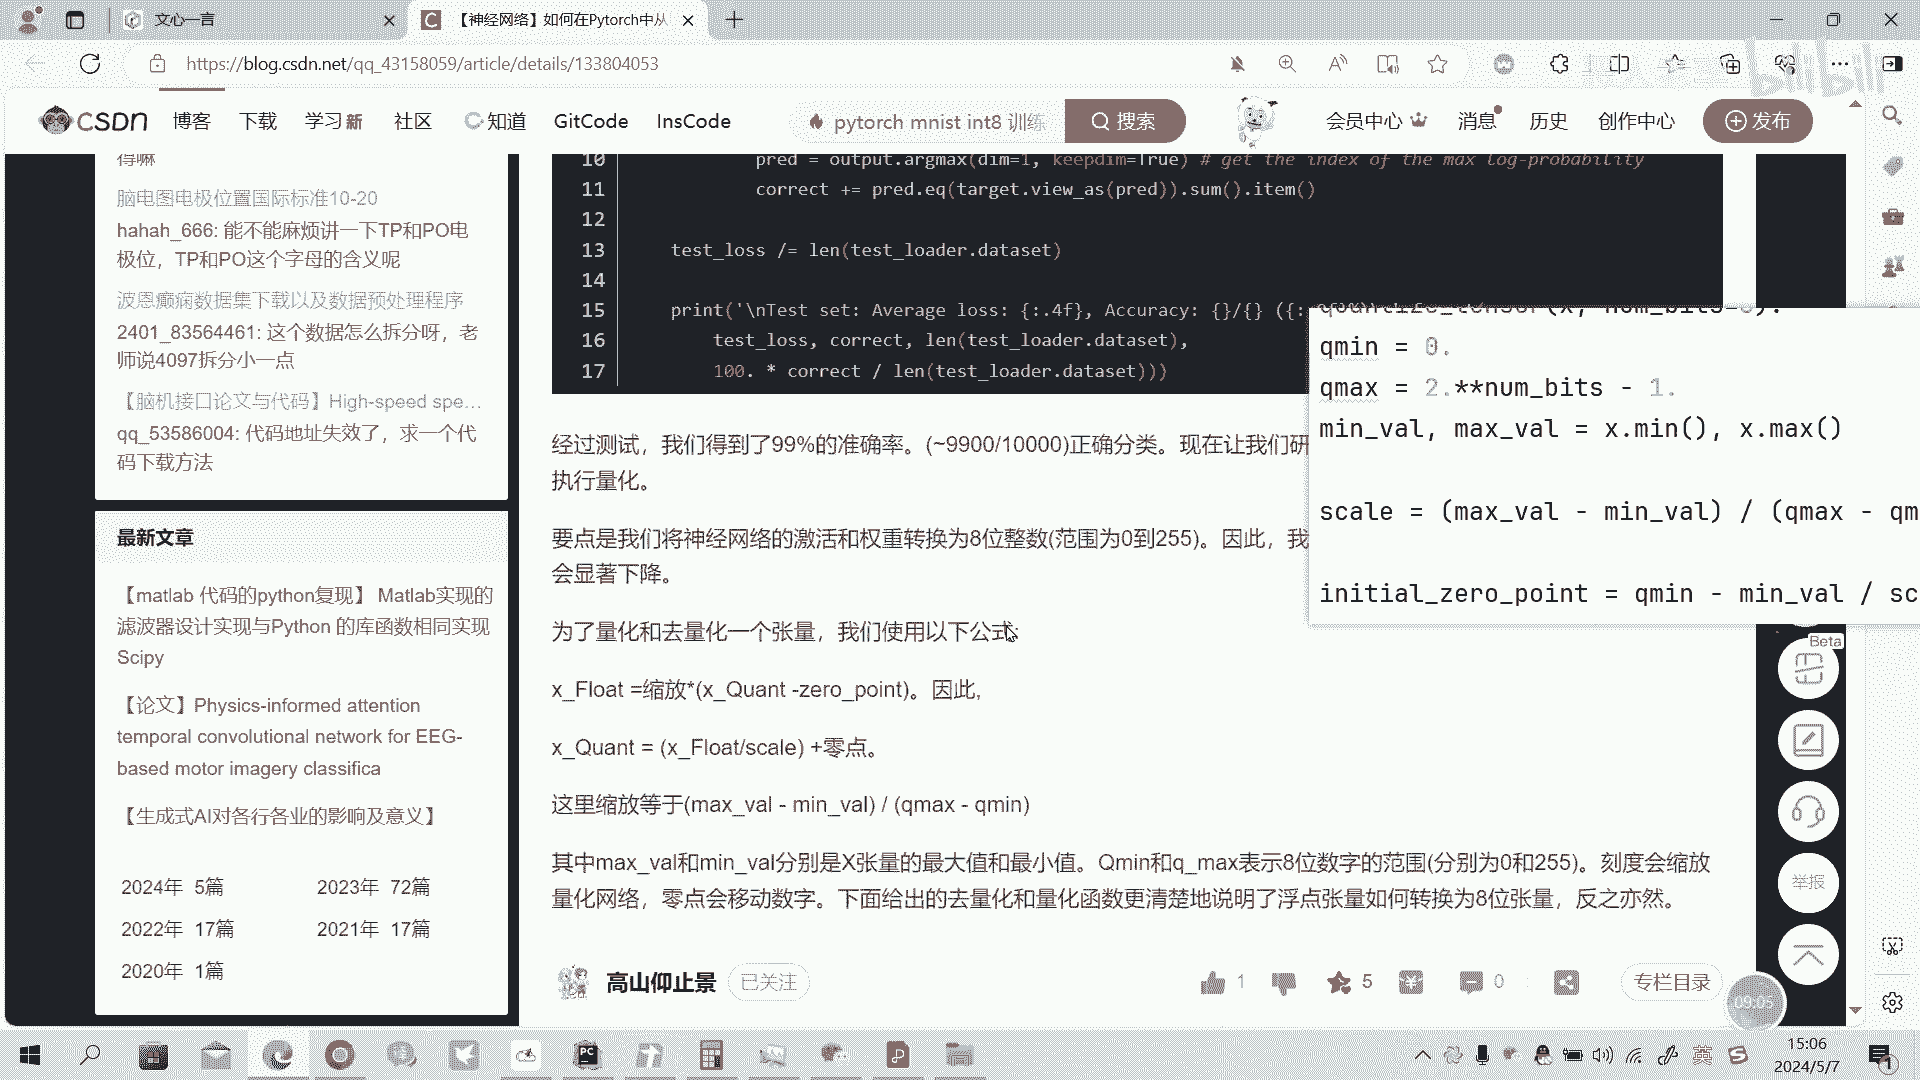 文心一言
【神经网络】如何在Pytorch中从
https://blog.csdn.net/qq_43158059/article/details/133804053
bilibili
CSDN
博客
下载
学习新
社区
知道
GitCode
InsCode
pytorch mnist int8 训练
搜索
会员中心
消息
历史
创作中心
发布
得嘛
脑电图电极位置国际标准10-20
hahah_666: 能不能麻烦讲一下TP和PO电
极位，TP和PO这个字母的含义呢
波恩癫痫数据集下载以及数据预处理程序
2401_83564461: 这个数据怎么拆分呀，老
师说4097拆分小一点
【脑机接口论文与代码】High-speed spe...
qq_53586004: 代码地址失效了，求一个代
码下载方法
最新文章
【matlab 代码的python复现】 Matlab实现的
滤波器设计实现与Python 的库函数相同实现
Scipy
【论文】Physics-informed attention
temporal convolutional network for EEG-
based motor imagery classifica
【生成式AI对各行各业的影响及意义】
2024年 5篇
2023年 72篇
2022年 17篇
2021年 17篇
2020年 1篇
10 pred = output.argmax(dim=1, keepdim=True) # get the index of the max log-probability
11 correct += pred.eq(target.view_as(pred)).sum().item()
12
13 test_loss /= len(test_loader.dataset)
14
15 print('\nTest set: Average loss: {:.4f}, Accuracy: {}/{} ({:
16 test_loss, correct, len(test_loader.dataset),
17 100. * correct / len(test_loader.dataset)))
经过测试，我们得到了99%的准确率。(~9900/10000)正确分类。现在让我们研
执行量化。
要点是我们将神经网络的激活和权重转换为8位整数(范围为0到255)。因此，我
会显著下降。
为了量化和去量化一个张量，我们使用以下公式:
x_Float =缩放*(x_Quant -zero_point)。因此,
x_Quant = (x_Float/scale) +零点。
这里缩放等于(max_val - min_val) / (qmax - qmin)
其中max_val和min_val分别是X张量的最大值和最小值。Qmin和q_max表示8位数字的范围(分别为0和255)。刻度会缩放
量化网络，零点会移动数字。下面给出的去量化和量化函数更清楚地说明了浮点张量如何转换为8位张量，反之亦然。
qmin = 0.
qmax = 2.**num_bits - 1.
min_val, max_val = x.min(), x.max()
scale = (max_val - min_val) / (qmax - qm
initial_zero_point = qmin - min_val / sc
Beta
举报
高山仰止景
已关注
1
5
0
专栏目录
09:05
英
15:06
2024/5/7
1